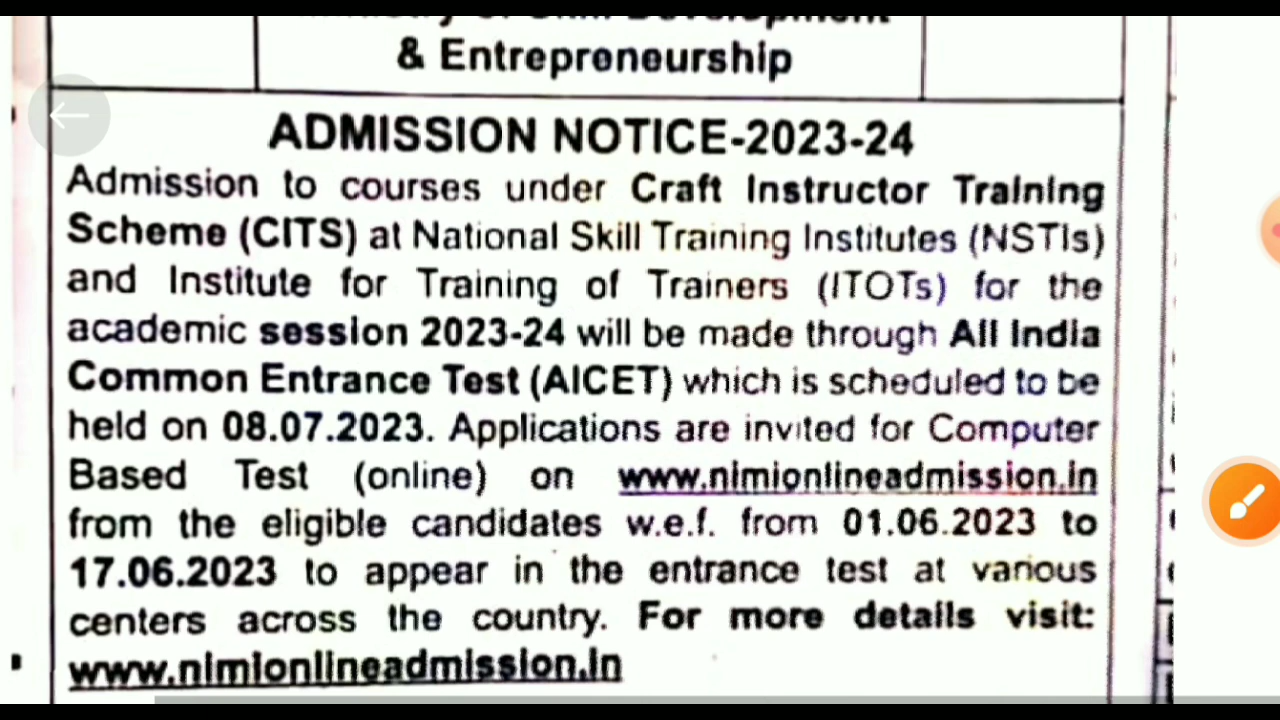 Ministry of Skill Development
& Entrepreneurship
ADMISSION NOTICE-2023-24
Admission to courses under Craft Instructor Training
Scheme (CITS) at National Skill Training Institutes (NSTIs)
and Institute for Training of Trainers (ITOTs) for the
academic session 2023-24 will be made through All India
Common Entrance Test (AICET) which is scheduled to be
held on 08.07.2023. Applications are invited for Computer
Based Test (online) on www.nimionlineadmission.in
from the eligible candidates w.e.f. from 01.06.2023 to
17.06.2023 to appear in the entrance test at various
centers across the country. For more details visit:
www.nimionlineadmission.in